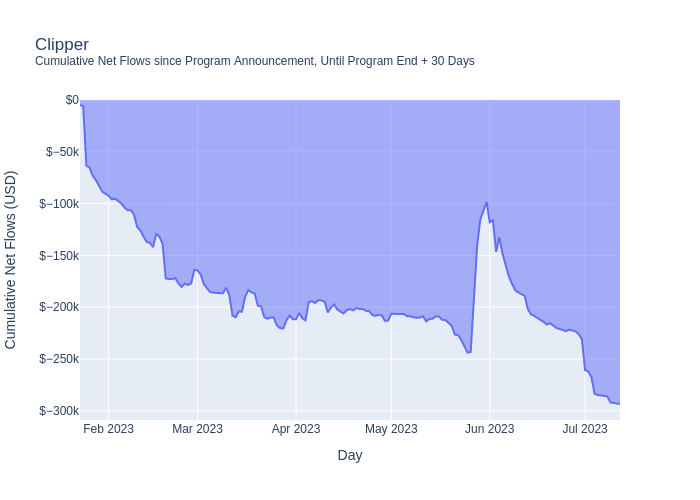 Clipper
Cumulative Net Flows since Program Announcement, Until Program End + 30 Days
$0
$−50k
$−100k
$−150k
$−200k
$−250k
$−300k
Cumulative Net Flows (USD)
Feb 2023 Mar 2023 Apr 2023 May 2023 Jun 2023 Jul 2023
Day